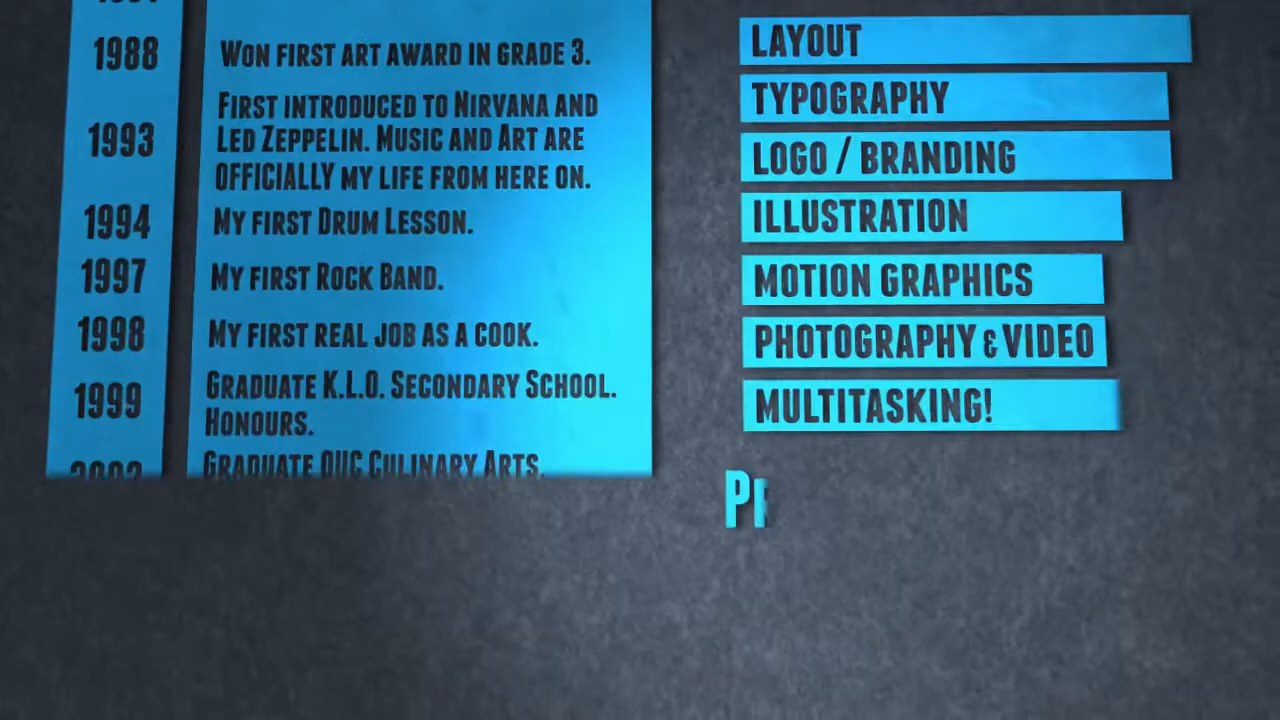 1988
WON FIRST ART AWARD IN GRADE 3.
1993
FIRST INTRODUCED TO NIRVANA AND
LED ZEPPELIN. MUSIC AND ART ARE
OFFICIALLY MY LIFE FROM HERE ON.
1994
MY FIRST DRUM LESSON.
1997
MY FIRST ROCK BAND.
1998
MY FIRST REAL JOB AS A COOK.
1999
GRADUATE K.L.O. SECONDARY SCHOOL.
HONOURS.
GRADUATE OUC CULINARY ARTS.
LAYOUT
TYPOGRAPHY
LOGO / BRANDING
ILLUSTRATION
MOTION GRAPHICS
PHOTOGRAPHY & VIDEO
MULTITASKING!